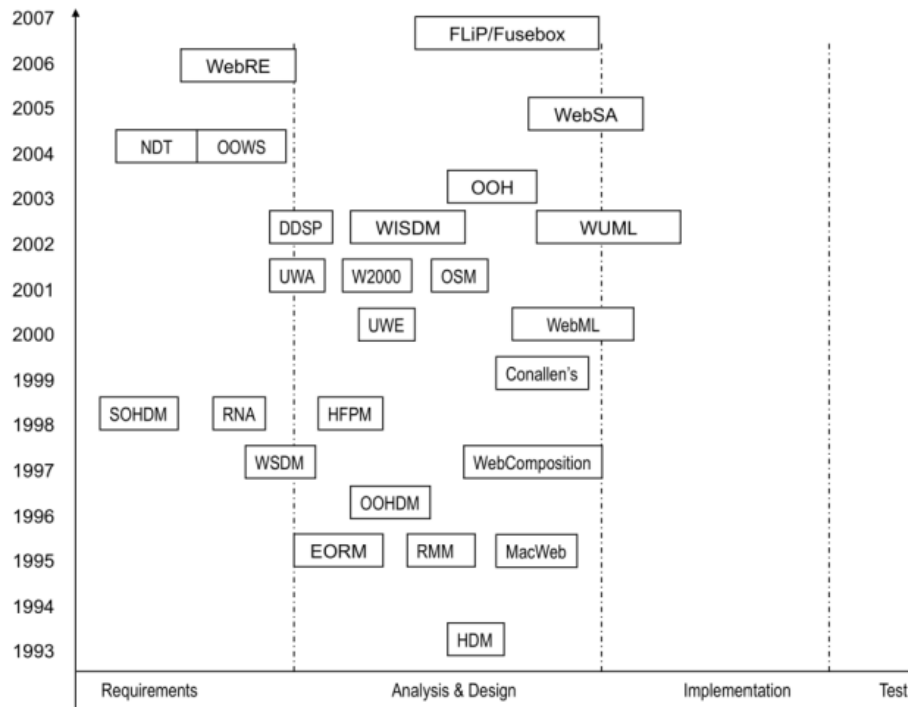 2007
FLiP/Fusebox
2006
WebRE
2005
WebSA
2004
NDT OOWS
2003
OOH
2002
DDSP WISDM WUML
2001
UWA W2000 OSM
2000
UWE WebML
1999
Conallen's
1998
SOHDM RNA HFPM
1997
WSDM WebComposition
1996
OOHDM
1995
EORM RMM MacWeb
1994
1993
HDM
Requirements Analysis & Design Implementation Test